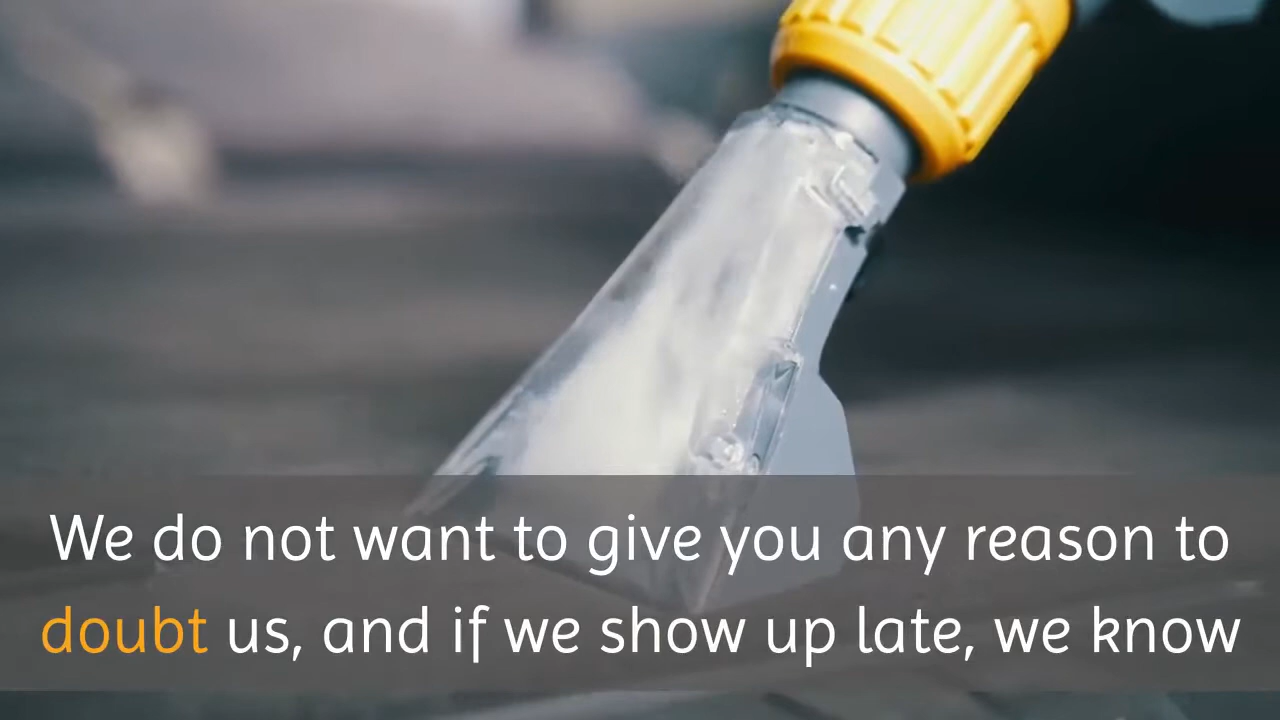 We do not want to give you any reason to
doubt us, and if we show up late, we know